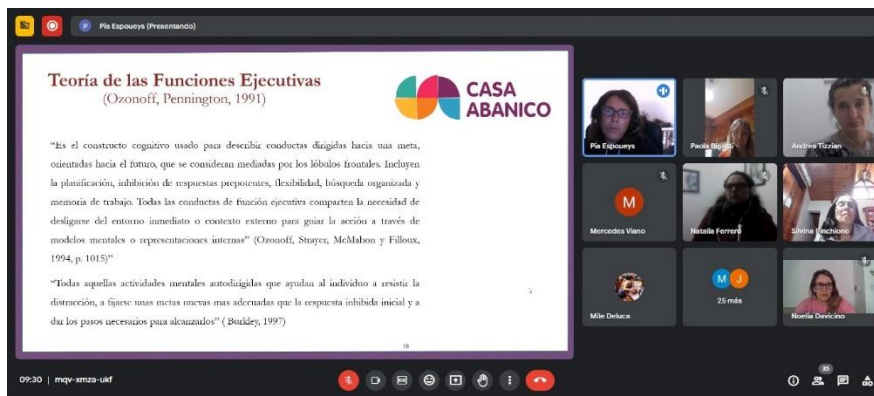 Pía Espoueys (Presentando)
Teoría de las Funciones Ejecutivas
(Ozonoff, Pennington, 1991)
CASA
ABANICO
“Es el constructo cognitivo usado para describir conductas dirigidas hacia una meta,
orientadas hacia el futuro, que se consideran mediadas por los lóbulos frontales. Incluyen
la planificación, inhibición de respuestas prepotentes, flexibilidad, búsqueda organizada y
memoria de trabajo. Todas las conductas de función ejecutiva comparten la necesidad de
desligarse del entorno inmediato o contexto externo para guiar la acción a través de
modelos mentales o representaciones internas” (Ozonoff, Strayer, McMahon y Filloux,
1994, p. 1015)”
“Todas aquellas actividades mentales autodirigidas que ayudan al individuo a resistir la
distracción, a fijarse unas metas nuevas mas adecuadas que la respuesta inhibida inicial y a
dar los pasos necesarios para alcanzarlos” ( Burkley, 1997)
18
P
Pía Espoueys
Paola
Andrea Tizzian
M
Mercedes Viano
Natalia Ferrero
Silvina
Mile Deluca
M J
25 más
Noelia Davicino
09:30 | mqv-xmza-ukf
35